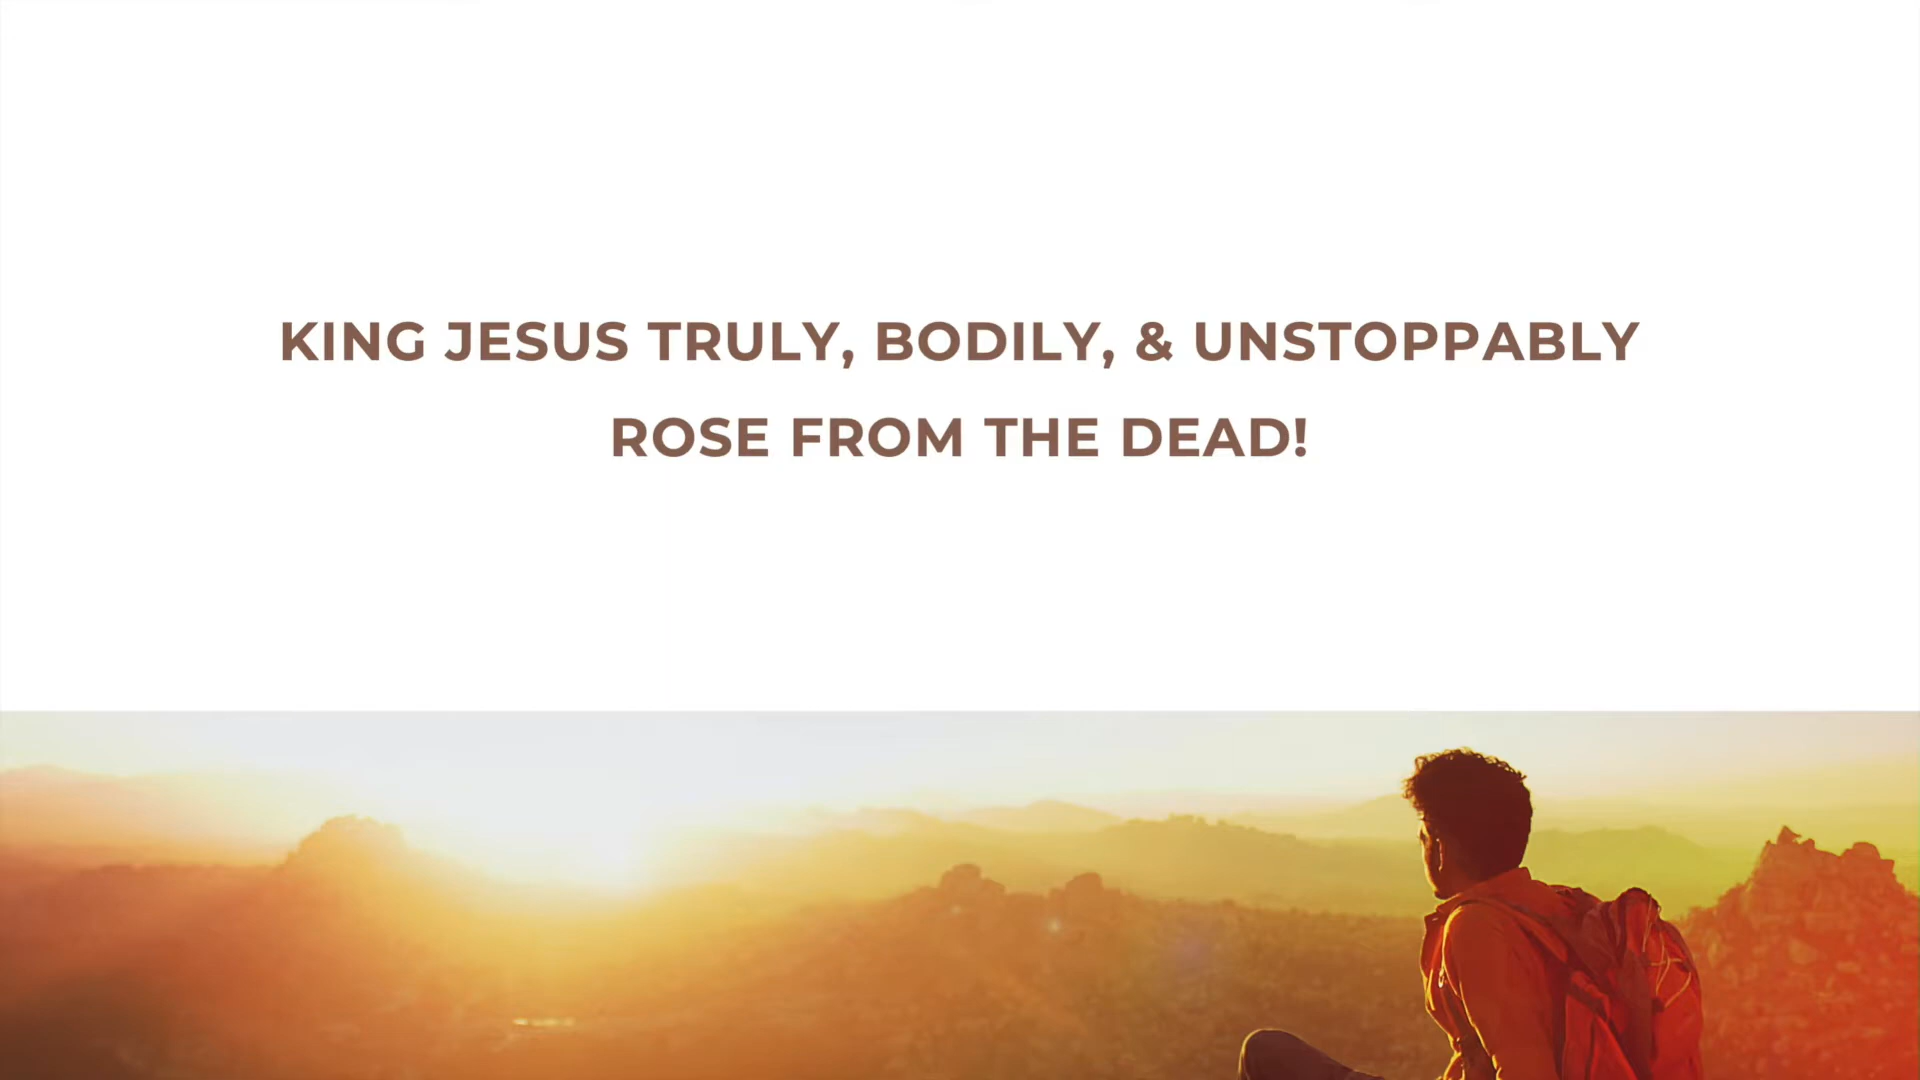 KING JESUS TRULY, BODILY, & UNSTOPPABLY
ROSE FROM THE DEAD!